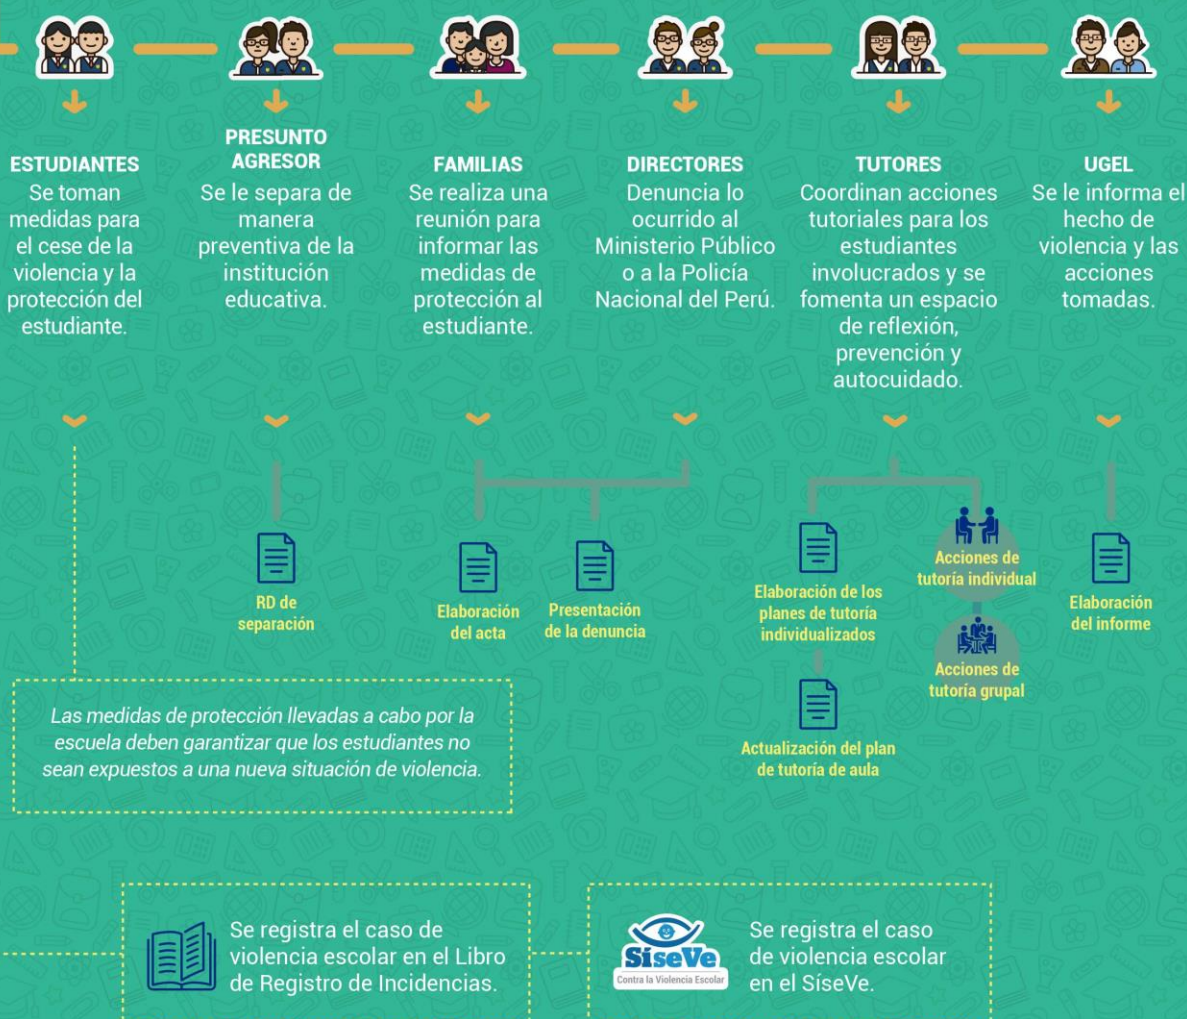 ESTUDIANTES
Se toman
medidas para
el cese de la
violencia y la
protección del
estudiante.
PRESUNTO
AGRESOR
Se le separa de
manera
preventiva de la
institución
educativa.
FAMILIAS
Se realiza una
reunión para
informar las
medidas de
protección al
estudiante.
DIRECTORES
Denuncia lo
ocurrido al
Ministerio Público
o a la Policía
Nacional del Perú.
TUTORES
Coordinan acciones
tutoriales para los
estudiantes
involucrados y se
fomenta un espacio
de reflexión,
prevención y
autocuidado.
UGEL
Se le informa el
hecho de
violencia y las
acciones
tomadas.
RD de
separación
Elaboración
del acta
Presentación
de la denuncia
Elaboración de los
planes de tutoría
individualizados
Actualización del plan
de tutoría de aula
Acciones de
tutoría individual
Acciones de
tutoría grupal
Elaboración
del informe
Las medidas de protección llevadas a cabo por la
escuela deben garantizar que los estudiantes no
sean expuestos a una nueva situación de violencia.
Se registra el caso de
violencia escolar en el Libro
de Registro de Incidencias.
SíseVe
Contra la Violencia Escolar
Se registra el caso
de violencia escolar
en el SíseVe.